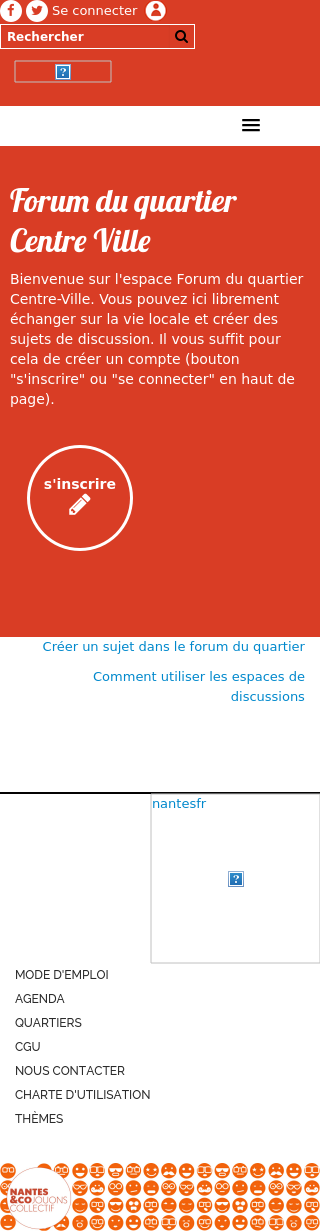 Se connecter
Rechercher
Forum du quartier
Centre Ville
Bienvenue sur l'espace Forum du quartier
Centre-Ville. Vous pouvez ici librement
échanger sur la vie locale et créer des
sujets de discussion. Il vous suffit pour
cela de créer un compte (bouton
"s'inscrire" ou "se connecter" en haut de
page).
s'inscrire
Créer un sujet dans le forum du quartier
Comment utiliser les espaces de
discussions
nantesfr
MODE D'EMPLOI
AGENDA
QUARTIERS
CGU
NOUS CONTACTER
CHARTE D'UTILISATION
THÈMES
NANTES
&COJOUONS
COLLECTIF